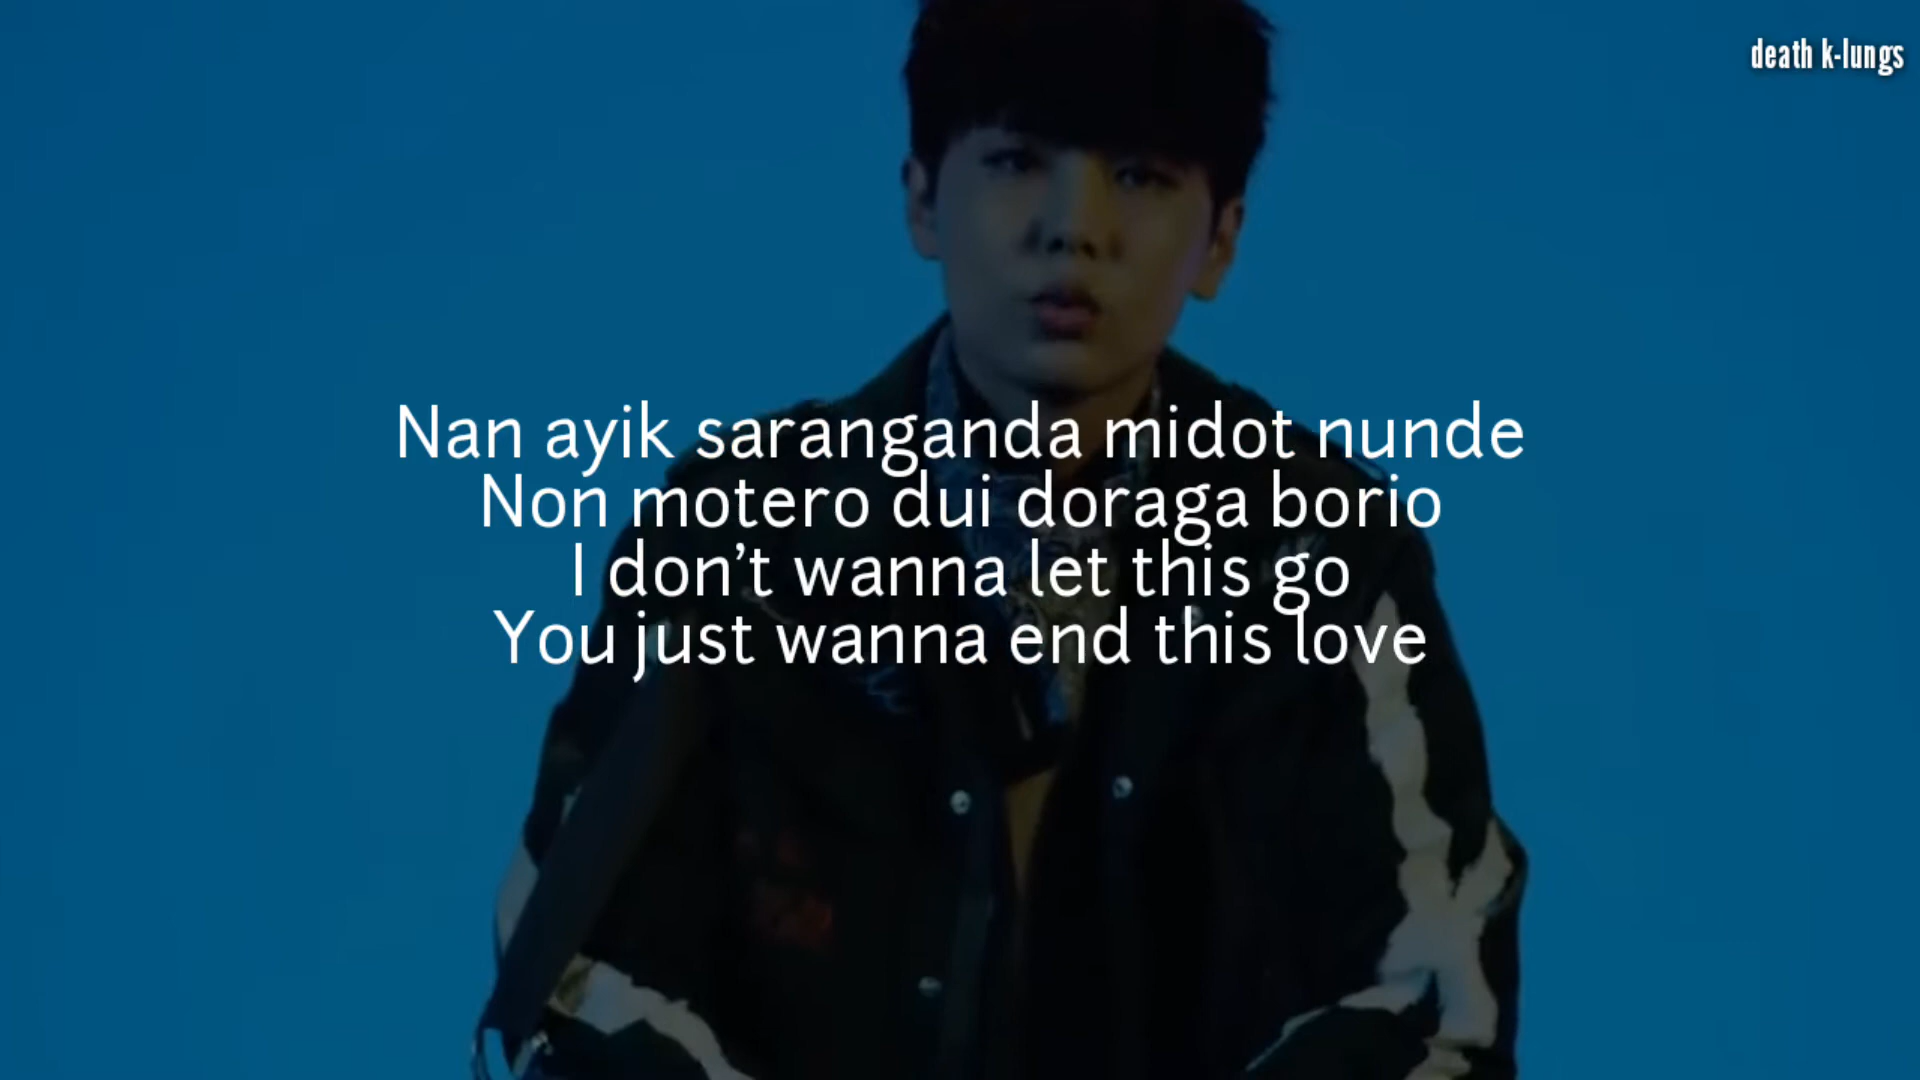 death k-lungs
Nan ayik saranganda midot nunde
Non motero dui doraga borio
I don't wanna let this go
You just wanna end this love